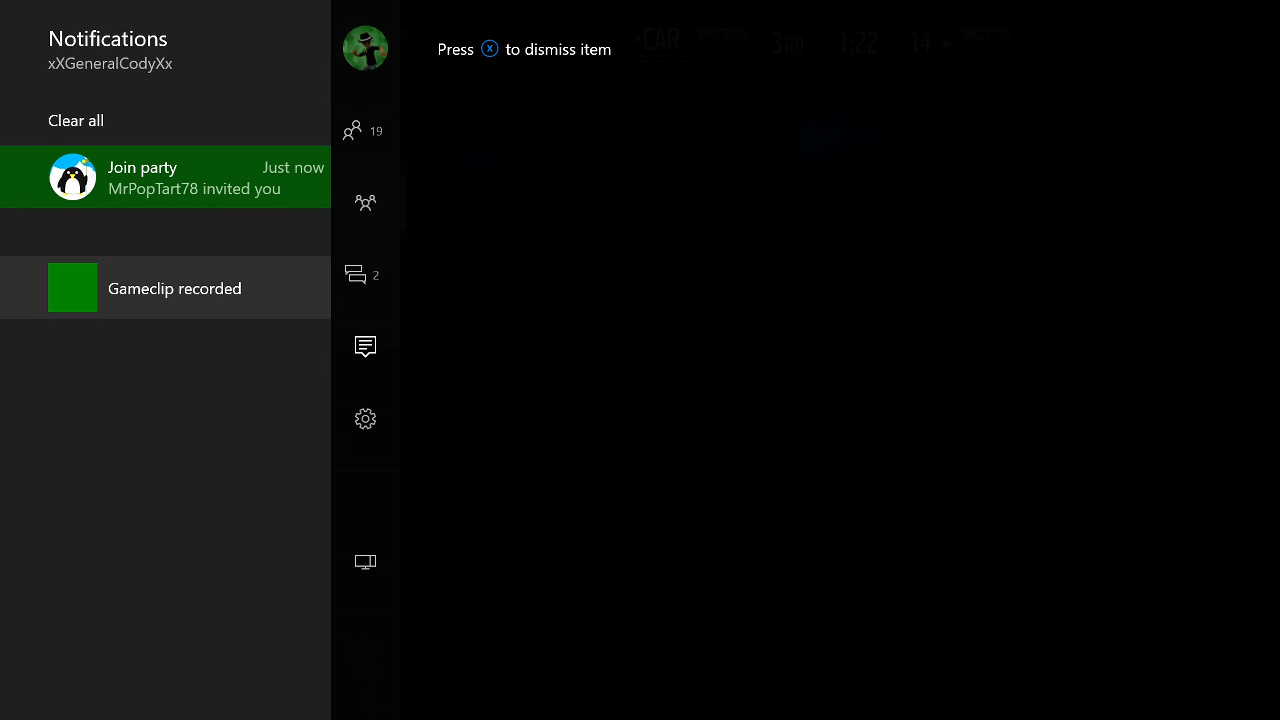 Notifications
xXGeneralCodyXx
Clear all
Join party Just now
MrPopTart78 invited you
Gameclip recorded
19
2
Press X to dismiss item
CAR 3RD 1:22 14